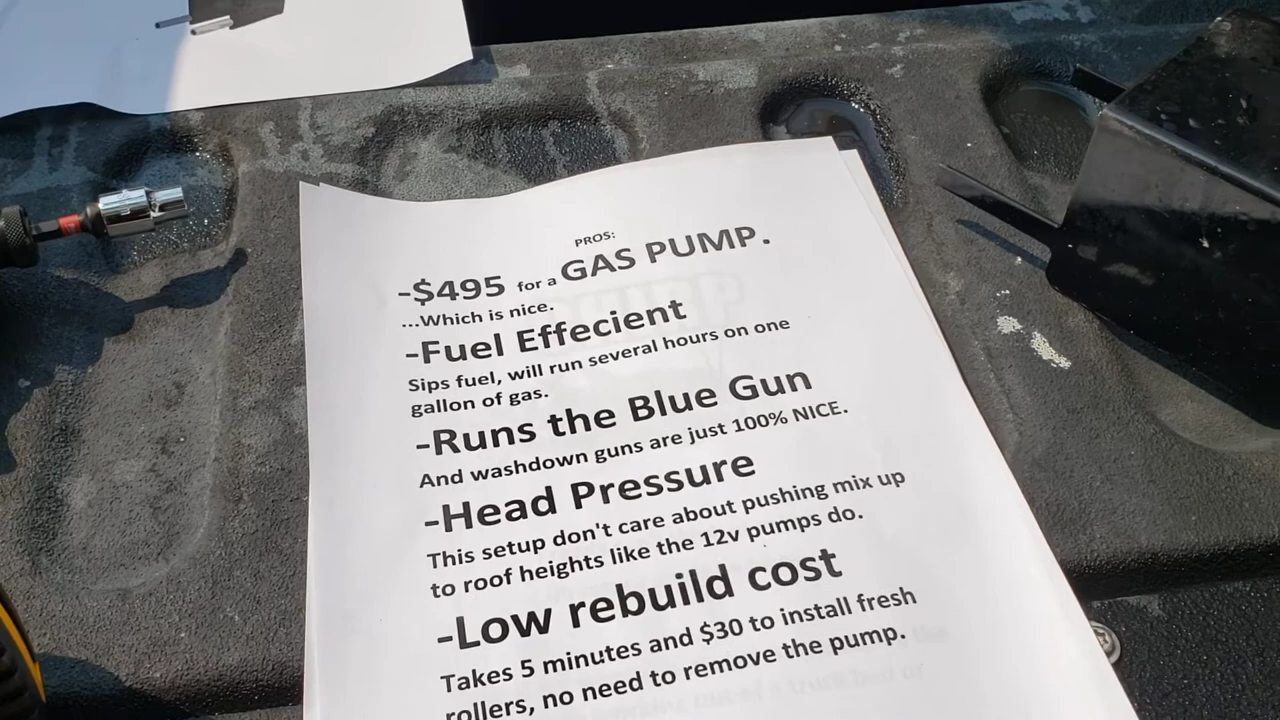 PROS:
-$495 for a GAS PUMP.
...Which is nice.
-Fuel Effecient
Sips fuel, will run several hours on one
gallon of gas.
-Runs the Blue Gun
And washdown guns are just 100% NICE.
-Head Pressure
This setup don't care about pushing mix up
to roof heights like the 12v pumps do.
-Low rebuild cost
Takes 5 minutes and $30 to install fresh
rollers, no need to remove the pump.